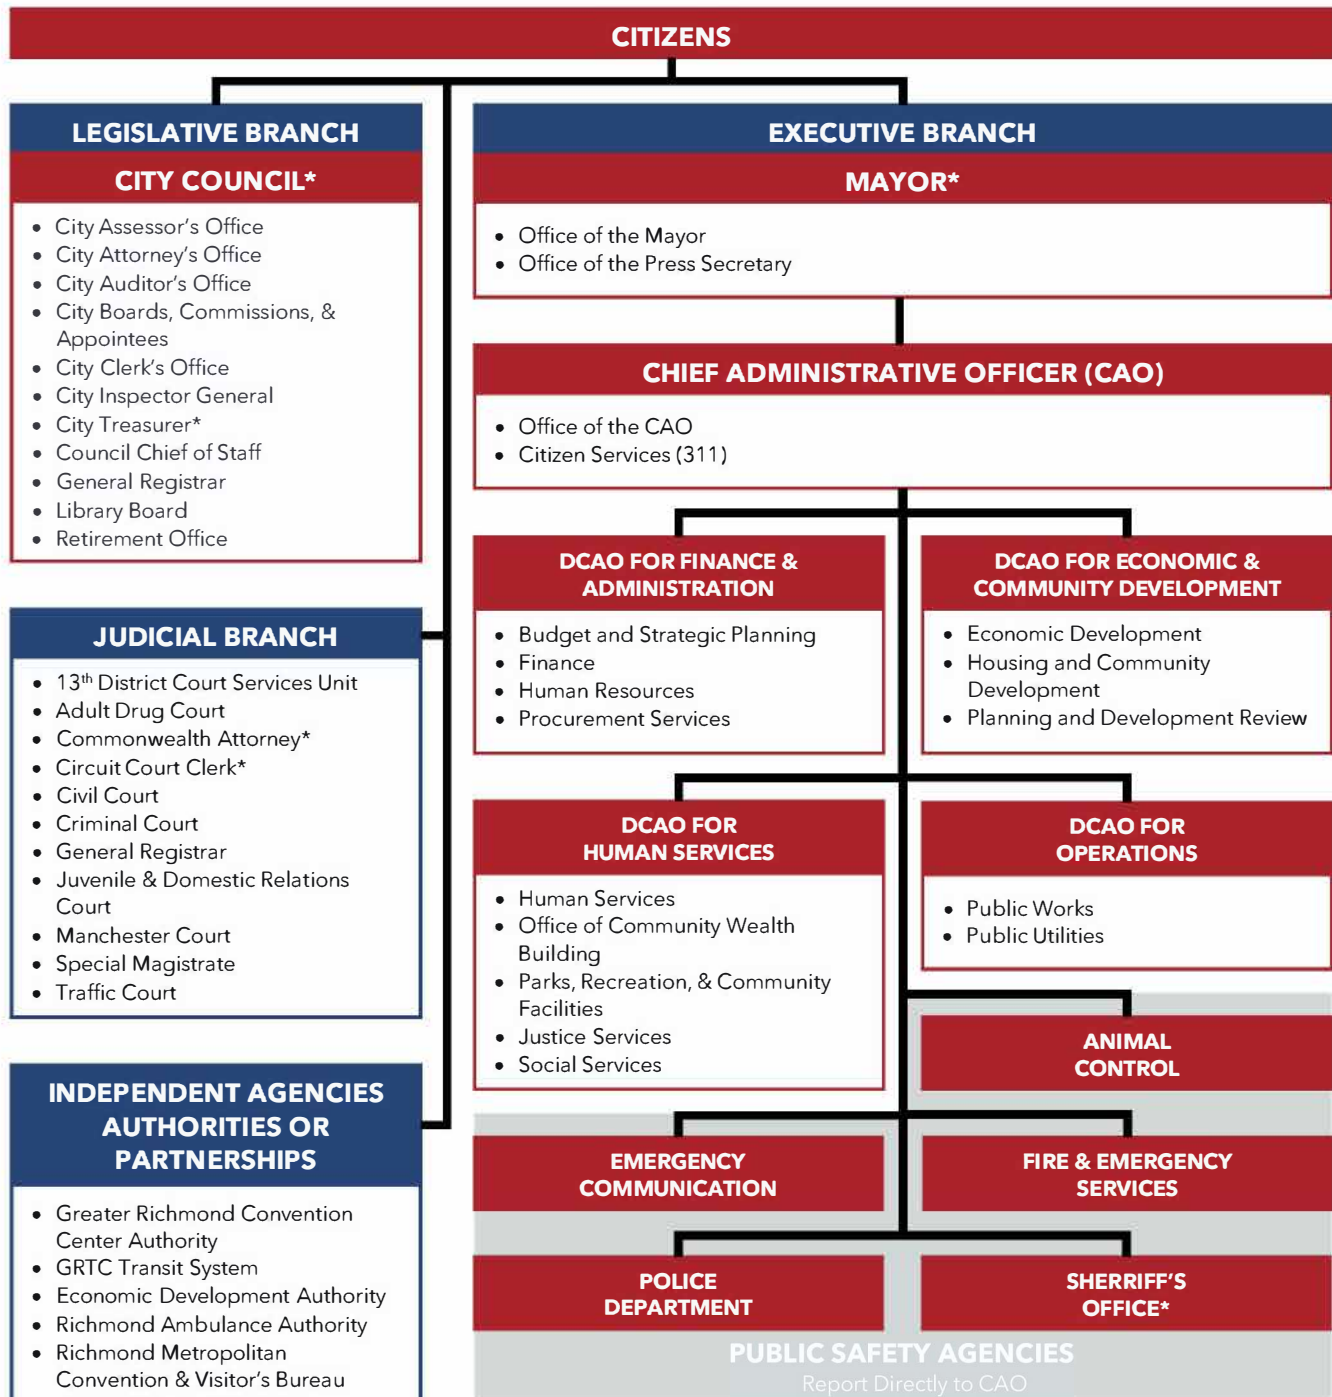 CITIZENS
LEGISLATIVE BRANCH
CITY COUNCIL*
• City Assessor's Office
• City Attorney's Office
• City Auditor's Office
• City Boards, Commissions, &
Appointees
• City Clerk's Office
• City Inspector General
• City Treasurer*
• Council Chief of Staff
• General Registrar
• Library Board
• Retirement Office
JUDICIAL BRANCH
• 13th District Court Services Unit
• Adult Drug Court
• Commonwealth Attorney*
• Circuit Court Clerk*
• Civil Court
• Criminal Court
• General Registrar
• Juvenile & Domestic Relations
Court
• Manchester Court
• Special Magistrate
• Traffic Court
INDEPENDENT AGENCIES
AUTHORITIES OR
PARTNERSHIPS
• Greater Richmond Convention
Center Authority
• GRTC Transit System
• Economic Development Authority
• Richmond Ambulance Authority
• Richmond Metropolitan
Convention & Visitor's Bureau
EXECUTIVE BRANCH
MAYOR*
• Office of the Mayor
• Office of the Press Secretary
CHIEF ADMINISTRATIVE OFFICER (CAO)
• Office of the CAO
• Citizen Services (311)
DCAO FOR FINANCE &
ADMINISTRATION
• Budget and Strategic Planning
• Finance
• Human Resources
• Procurement Services
DCAO FOR ECONOMIC &
COMMUNITY DEVELOPMENT
• Economic Development
• Housing and Community
Development
• Planning and Development Review
DCAO FOR
HUMAN SERVICES
• Human Services
• Office of Community Wealth
Building
• Parks, Recreation, & Community
Facilities
• Justice Services
• Social Services
DCAO FOR
OPERATIONS
• Public Works
• Public Utilities
ANIMAL
CONTROL
EMERGENCY
COMMUNICATION
FIRE & EMERGENCY
SERVICES
POLICE
DEPARTMENT
SHERRIFF'S
OFFICE*
PUBLIC SAFETY AGENCIES
Report Directly to CAO